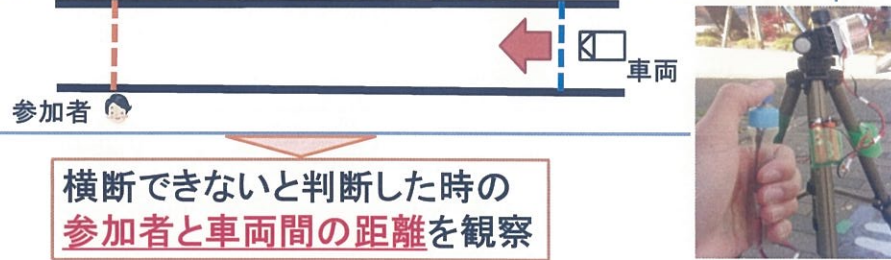 車両
参加者
横断できないと判断した時の
参加者と車両間の距離を観察